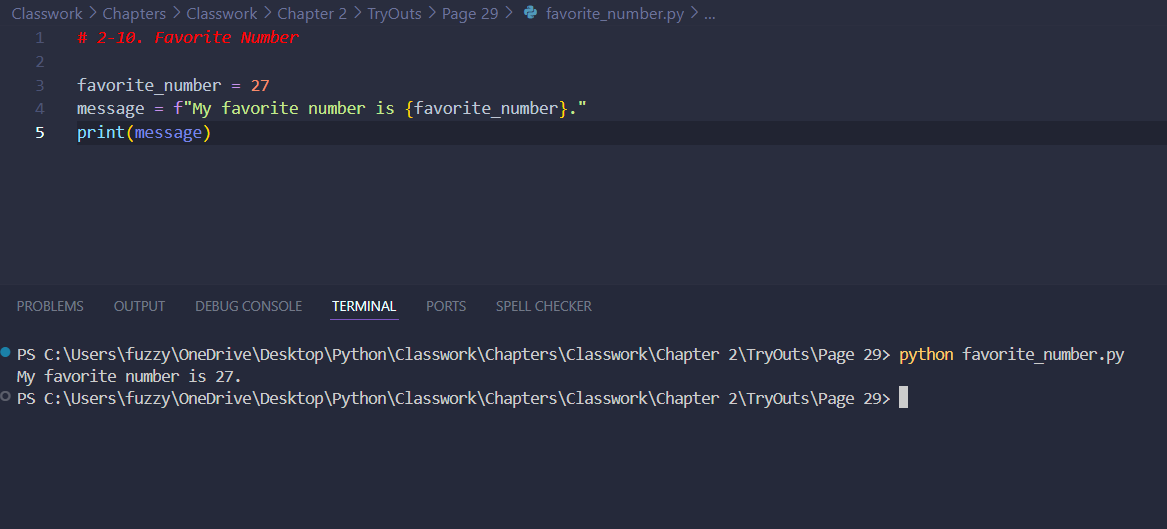 Classwork > Chapters > Classwork > Chapter 2 > TryOuts > Page 29 > favorite_number.py > ...
1 # 2-10. Favorite Number
2
3 favorite_number = 27
4 message = f"My favorite number is {favorite_number}."
5 print(message)
PROBLEMS OUTPUT DEBUG CONSOLE TERMINAL PORTS SPELL CHECKER
PS C:\Users\fuzzy\OneDrive\Desktop\Python\Classwork\Chapters\Classwork\Chapter 2\TryOuts\Page 29> python favorite_number.py
My favorite number is 27.
PS C:\Users\fuzzy\OneDrive\Desktop\Python\Classwork\Chapters\Classwork\Chapter 2\TryOuts\Page 29>